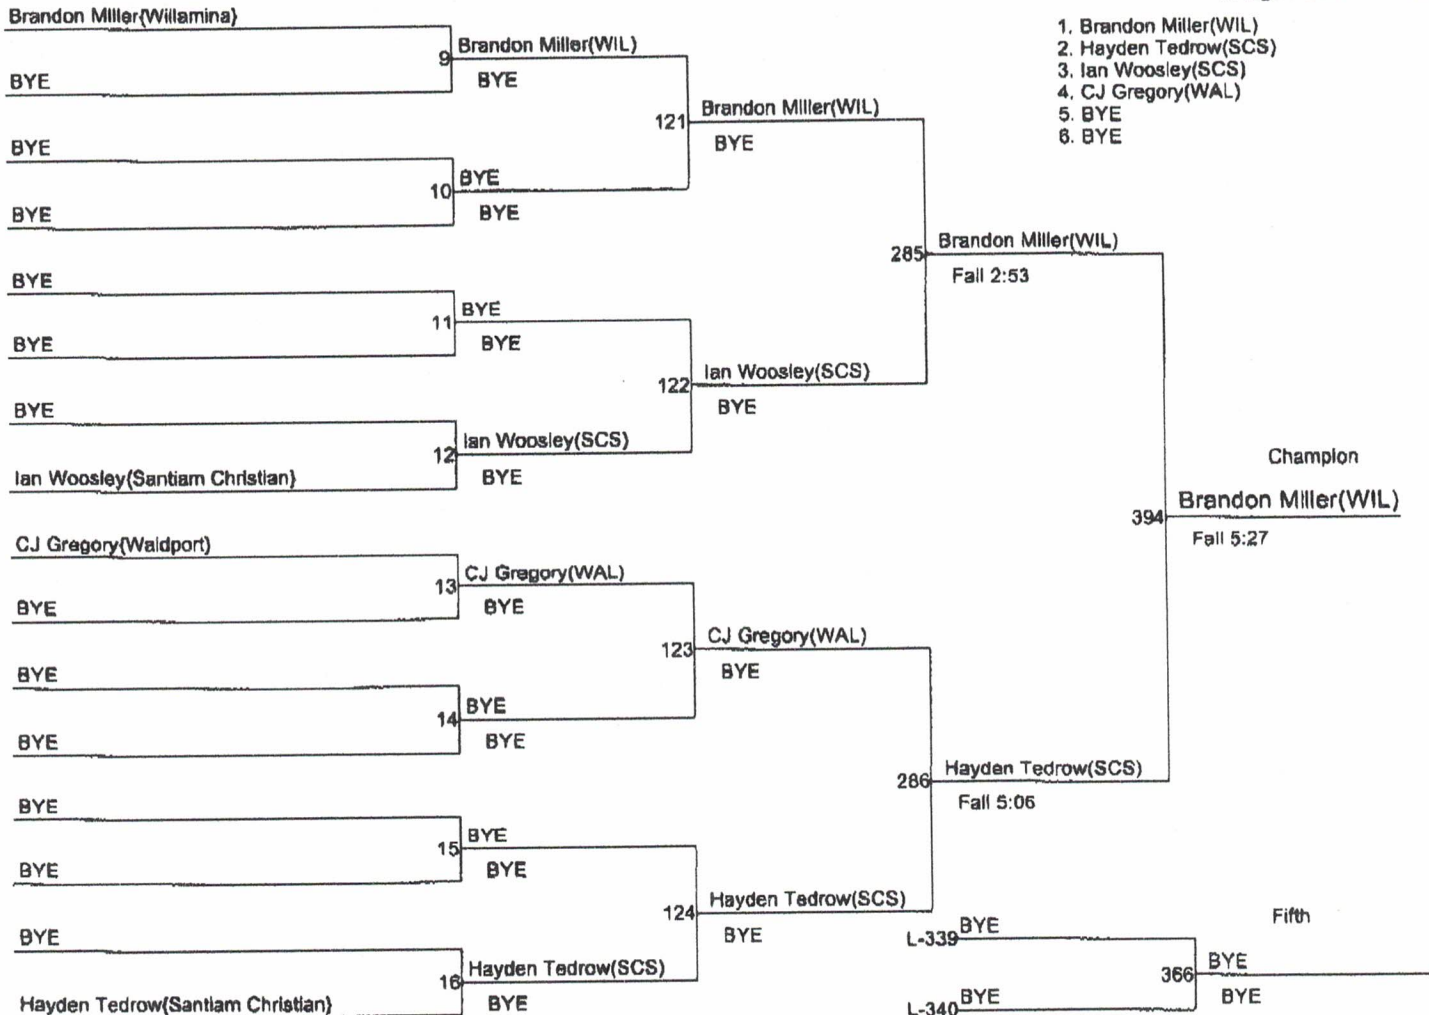 Brandon Miller{Willamina}
BYE
9
Brandon Miller(WIL)
BYE
BYE
BYE
10
BYE
BYE
121
Brandon Miller(WIL)
BYE
BYE
BYE
11
BYE
BYE
BYE
Ian Woosley{Santiam Christian}
12
Ian Woosley(SCS)
BYE
122
Ian Woosley(SCS)
BYE
285
Brandon Miller(WIL)
Fall 2:53
CJ Gregory{Waldport}
BYE
13
CJ Gregory(WAL)
BYE
BYE
BYE
14
BYE
BYE
123
CJ Gregory(WAL)
BYE
BYE
BYE
15
BYE
BYE
BYE
Hayden Tedrow{Santiam Christian}
16
Hayden Tedrow(SCS)
BYE
124
Hayden Tedrow(SCS)
BYE
286
Hayden Tedrow(SCS)
Fall 5:06
1. Brandon Miller(WIL)
2. Hayden Tedrow(SCS)
3. Ian Woosley(SCS)
4. CJ Gregory(WAL)
5. BYE
6. BYE
Champion
394
Brandon Miller(WIL)
Fall 5:27
Fifth
L-339
BYE
L-340
BYE
366
BYE
BYE